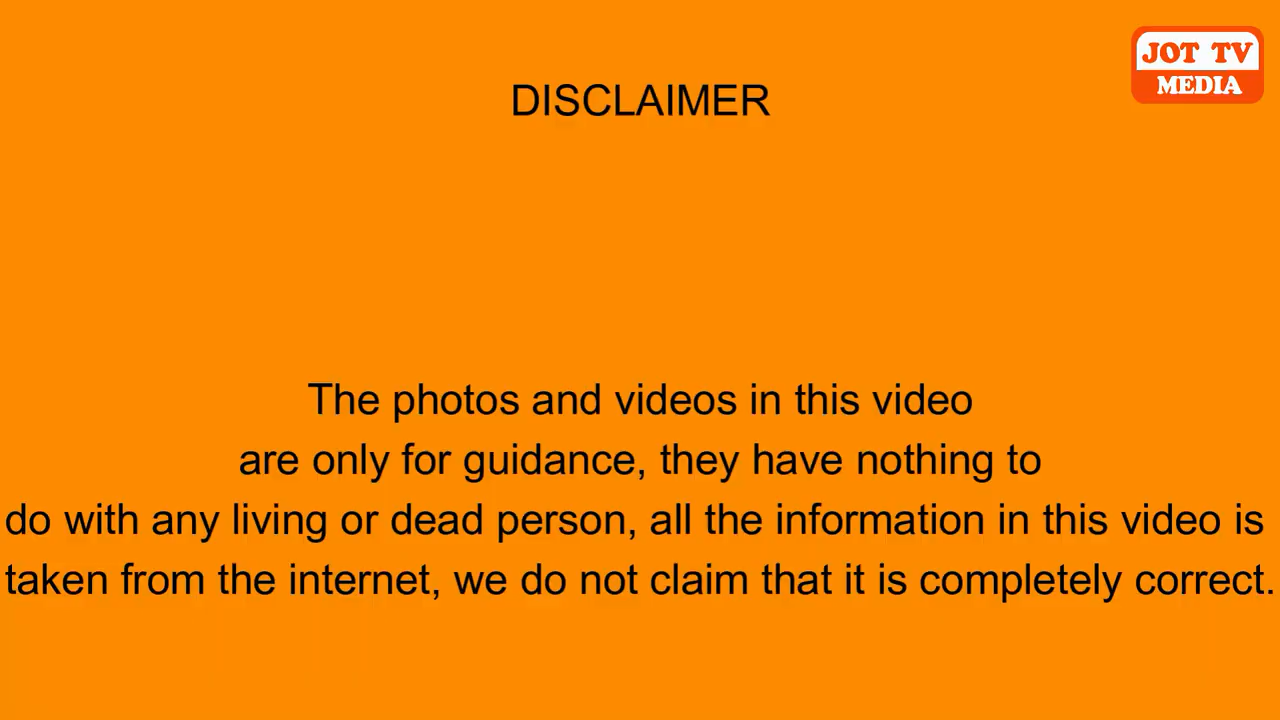 JOT TV
MEDIA
DISCLAIMER
The photos and videos in this video
are only for guidance, they have nothing to
do with any living or dead person, all the information in this video is
taken from the internet, we do not claim that it is completely correct.